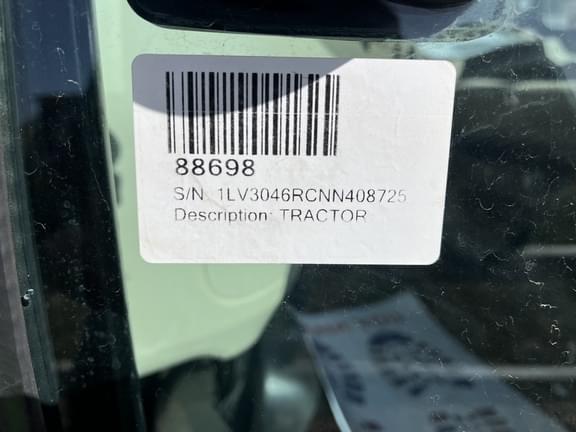 88698
S/N 1LV3046RCNN408725
Description: TRACTOR